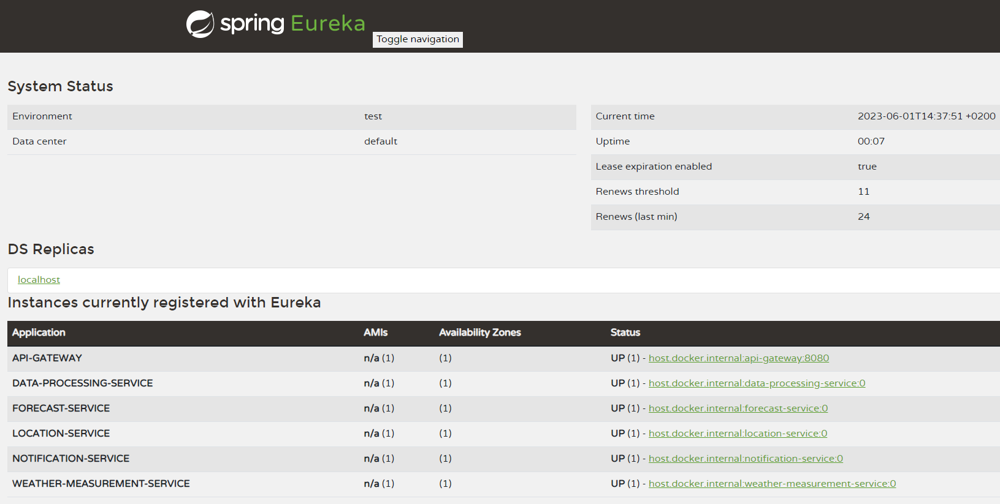 spring Eureka
Toggle navigation
System Status
Environment test
Data center default
Current time 2023-06-01T14:37:51 +0200
Uptime 00:07
Lease expiration enabled true
Renews threshold 11
Renews (last min) 24
DS Replicas
localhost
Instances currently registered with Eureka
Application AMIs Availability Zones Status
API-GATEWAY n/a (1) (1) UP (1) - host.docker.internal:api-gateway:8080
DATA-PROCESSING-SERVICE n/a (1) (1) UP (1) - host.docker.internal:data-processing-service:0
FORECAST-SERVICE n/a (1) (1) UP (1) - host.docker.internal:forecast-service:0
LOCATION-SERVICE n/a (1) (1) UP (1) - host.docker.internal:location-service:0
NOTIFICATION-SERVICE n/a (1) (1) UP (1) - host.docker.internal:notification-service:0
WEATHER-MEASUREMENT-SERVICE n/a (1) (1) UP (1) - host.docker.internal:weather-measurement-service:0